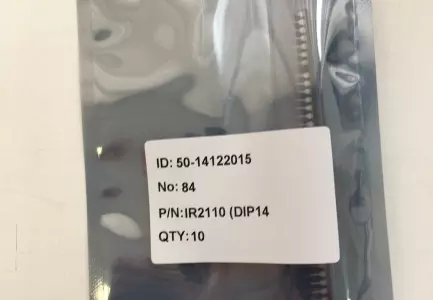 ID: 50-14122015
No: 84
P/N:IR2110 (DIP14
QTY: 10